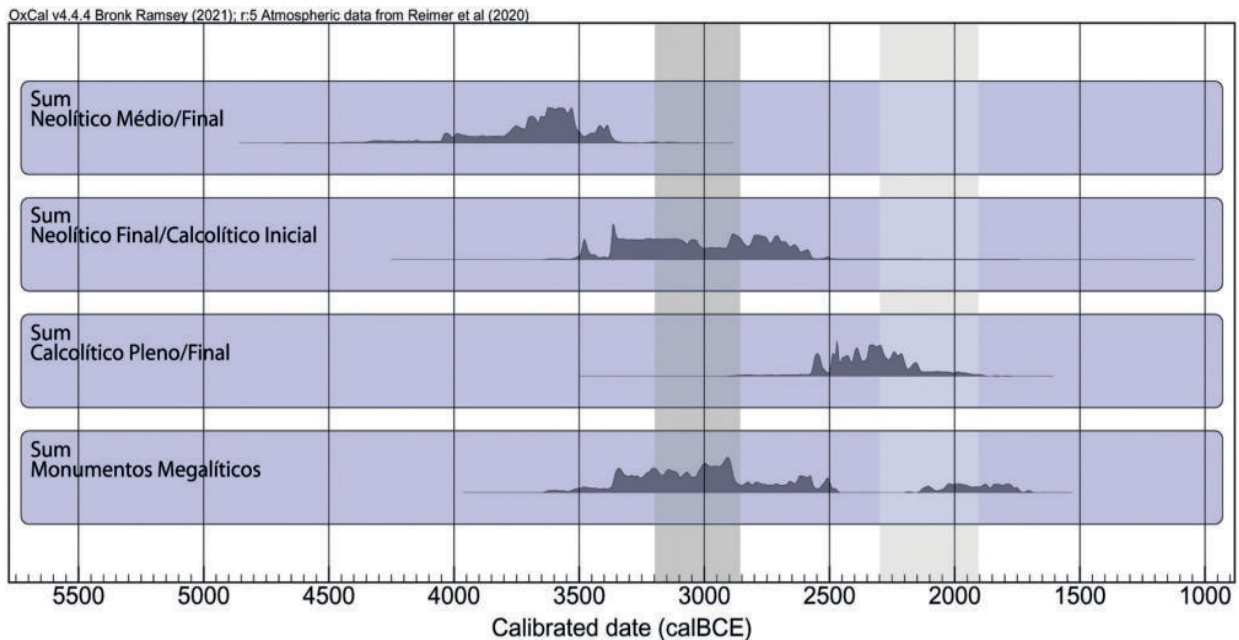 OxCal v4.4.4 Bronk Ramsey (2021); r:5 Atmospheric data from Reimer et al (2020)
Sum
Neolítico Médio/Final
Sum
Neolítico Final/Calcolítico Inicial
Sum
Calcolítico Pleno/Final
Sum
Monumentos Megalíticos
5500 5000 4500 4000 3500 3000 2500 2000 1500 1000
Calibrated date (calBCE)